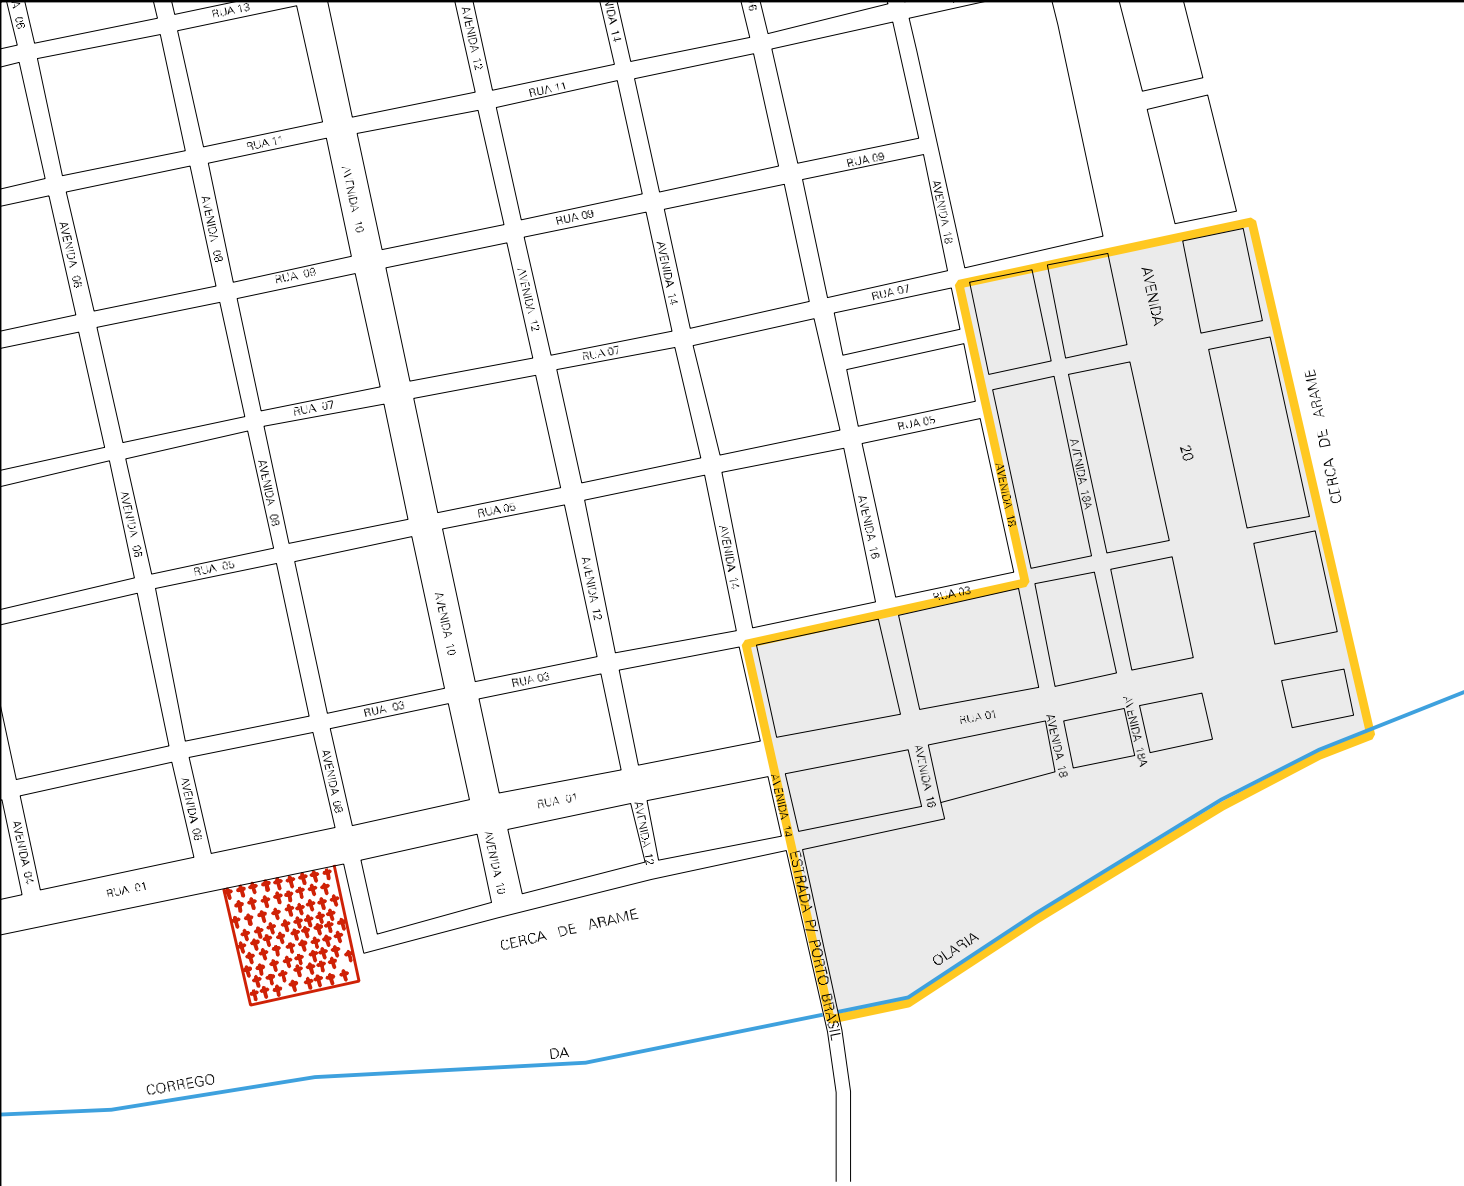 RUA 13
AVENIDA 12
RUA 11
RUA 11
RUA 09
AVENIDA 10
AVENIDA 08
AVENIDA 18
RUA 09
AVENIDA 06
AVENIDA 14
RUA 09
AVENIDA 12
AVENIDA
RUA 07
RUA 07
RUA 07
CERCA DE ARAME
RUA 05
20
AVENIDA 18A
AVENIDA 08
AVENIDA 18
AVENIDA 06
RUA 05
AVENIDA 16
AVENIDA 14
RUA 05
AVENIDA 12
RUA 03
AVENIDA 10
RUA 03
RUA 03
RUA 01
AVENIDA 18
AVENIDA 18A
AVENIDA 16
AVENIDA 08
AVENIDA 06
RUA 01
AVENIDA 14
AVENIDA 12
AVENIDA 04
AVENIDA 10
RUA 01
ESTRADA P/ PORTO BRASIL
CERCA DE ARAME
OLARIA
DA
CORREGO